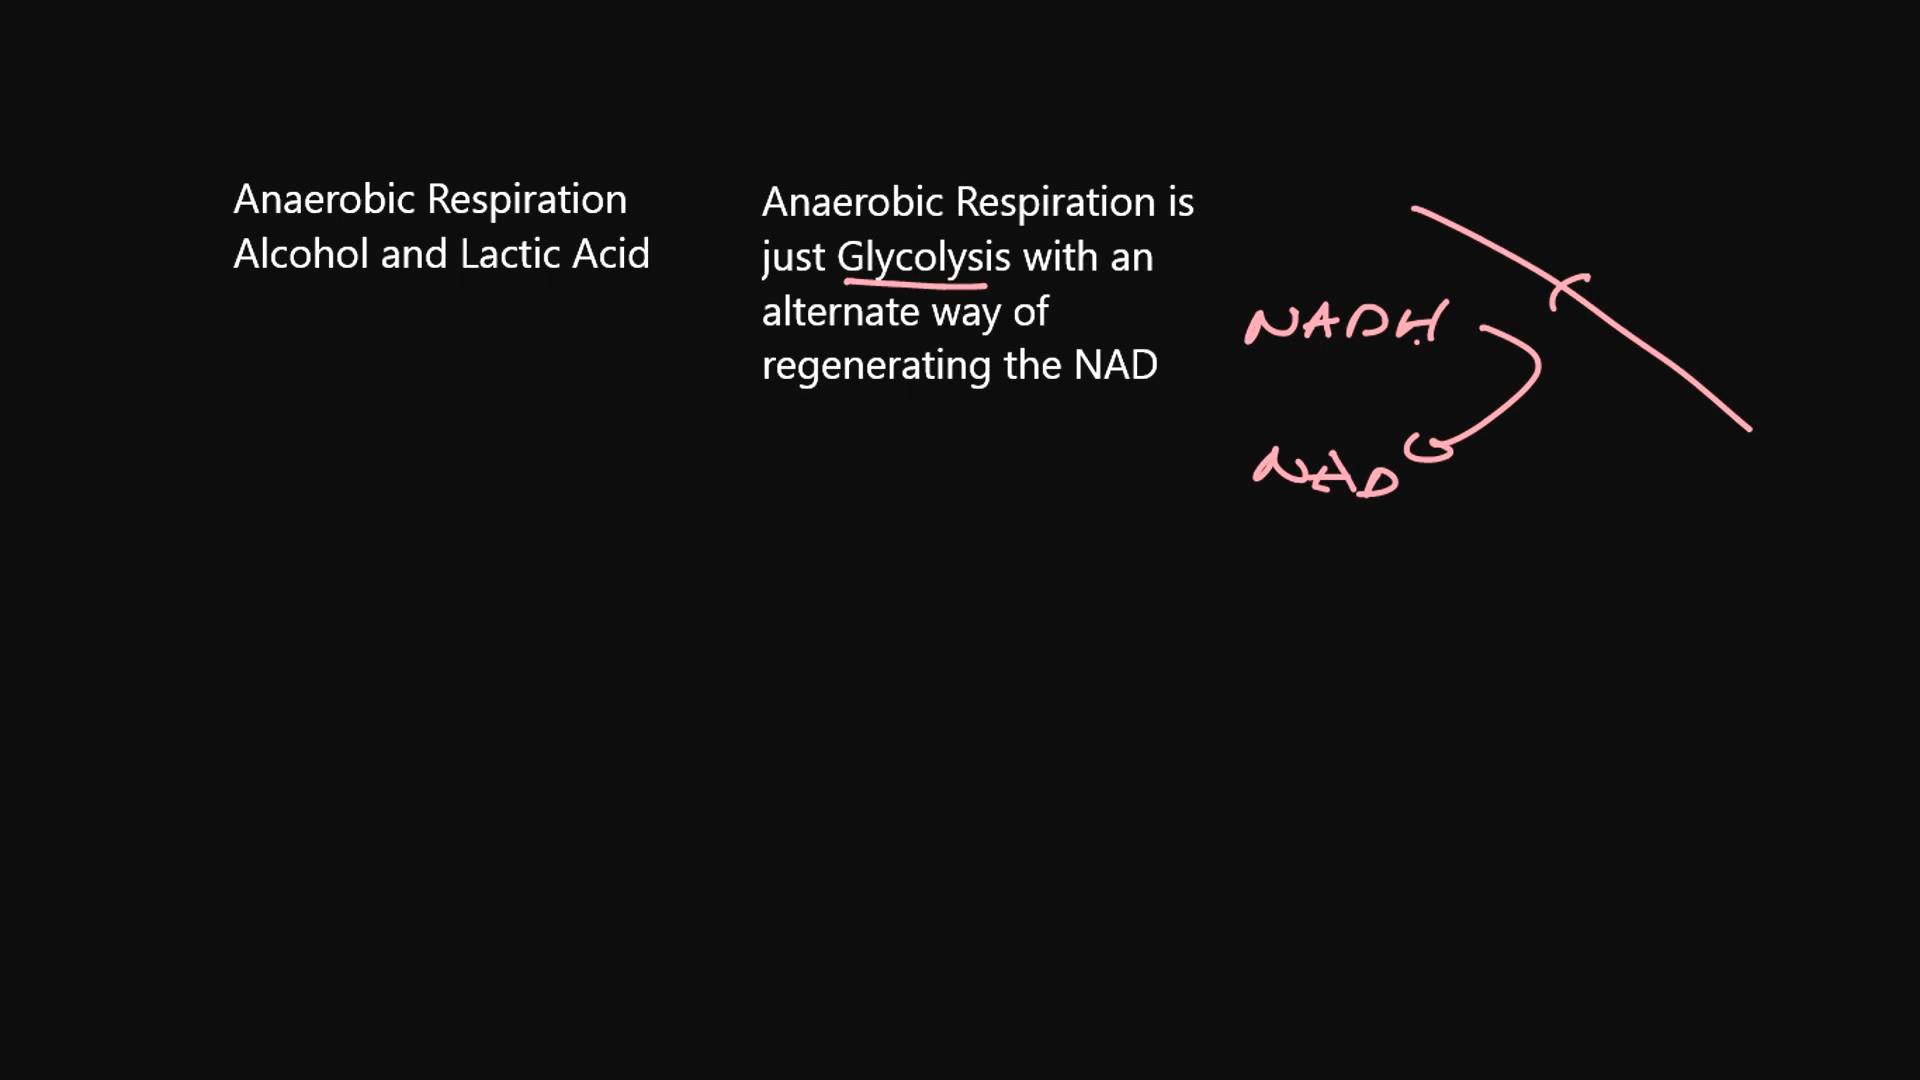 Anaerobic Respiration
Alcohol and Lactic Acid
Anaerobic Respiration is
just Glycolysis with an
alternate way of
regenerating the NAD
NADH
NAD